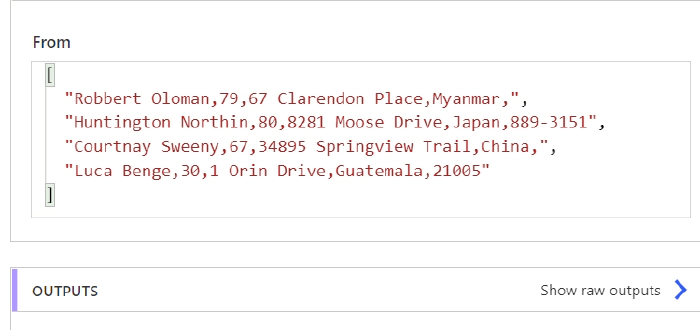 From
[
"Robbert Oloman,79,67 Clarendon Place,Myanmar,",
"Huntington Northin,80,8281 Moose Drive,Japan,889-3151",
"Courtnay Sweeny,67,34895 Springview Trail,China,",
"Luca Benge,30,1 Orin Drive,Guatemala,21005"
]
OUTPUTS
Show raw outputs